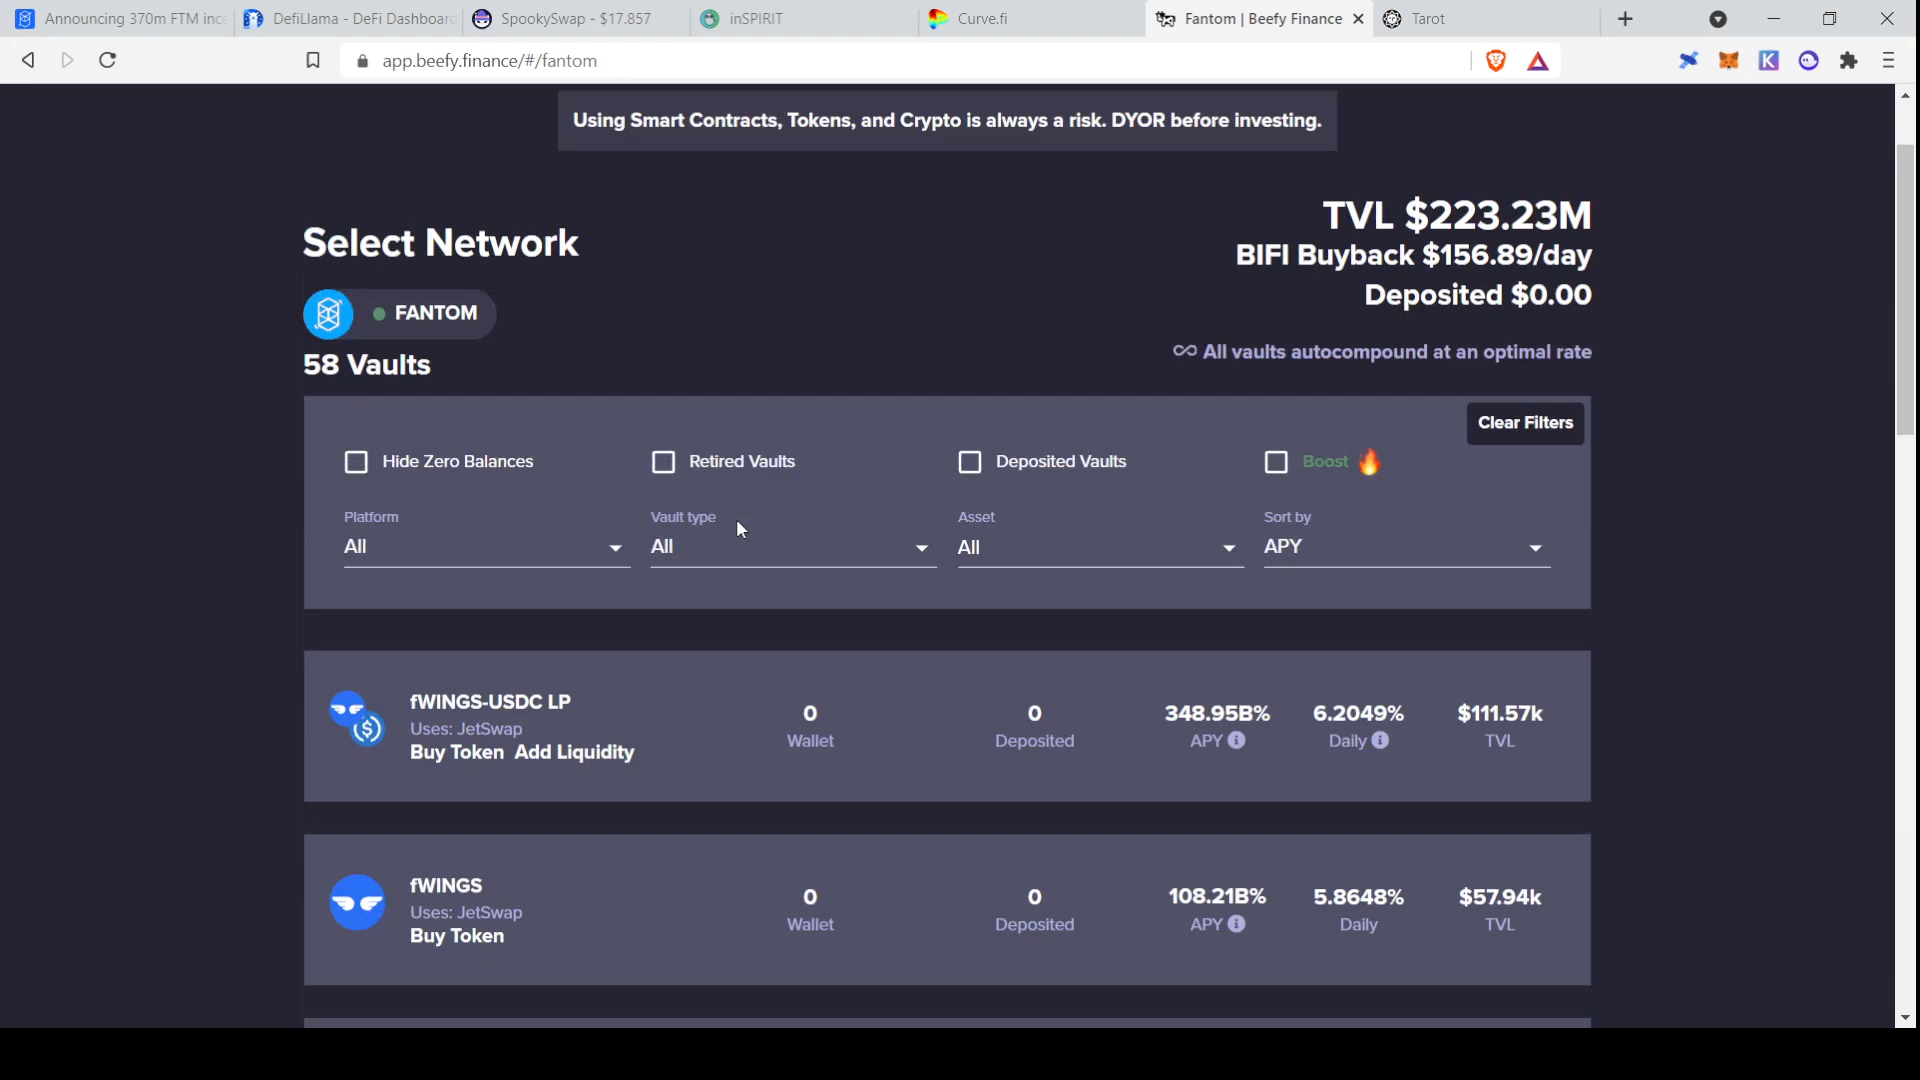 Announcing 370m FTM ince
DefiLlama - DeFi Dashboard
SpookySwap - $17.857
inSPIRIT
Curve.fi
Fantom | Beefy Finance
Tarot
app.beefy.finance/#/fantom
Using Smart Contracts, Tokens, and Crypto is always a risk. DYOR before investing.
Select Network
TVL $223.23M
BIFI Buyback $156.89/day
Deposited $0.00
FANTOM
58 Vaults
All vaults autocompound at an optimal rate
Clear Filters
Hide Zero Balances
Retired Vaults
Deposited Vaults
Boost
Platform
All
Vault type
All
Asset
All
Sort by
APY
fWINGS-USDC LP
Uses: JetSwap
Buy Token Add Liquidity
0
Wallet
0
Deposited
348.95B%
APY
6.2049%
Daily
$111.57k
TVL
fWINGS
Uses: JetSwap
Buy Token
0
Wallet
0
Deposited
108.21B%
APY
5.8648%
Daily
$57.94k
TVL